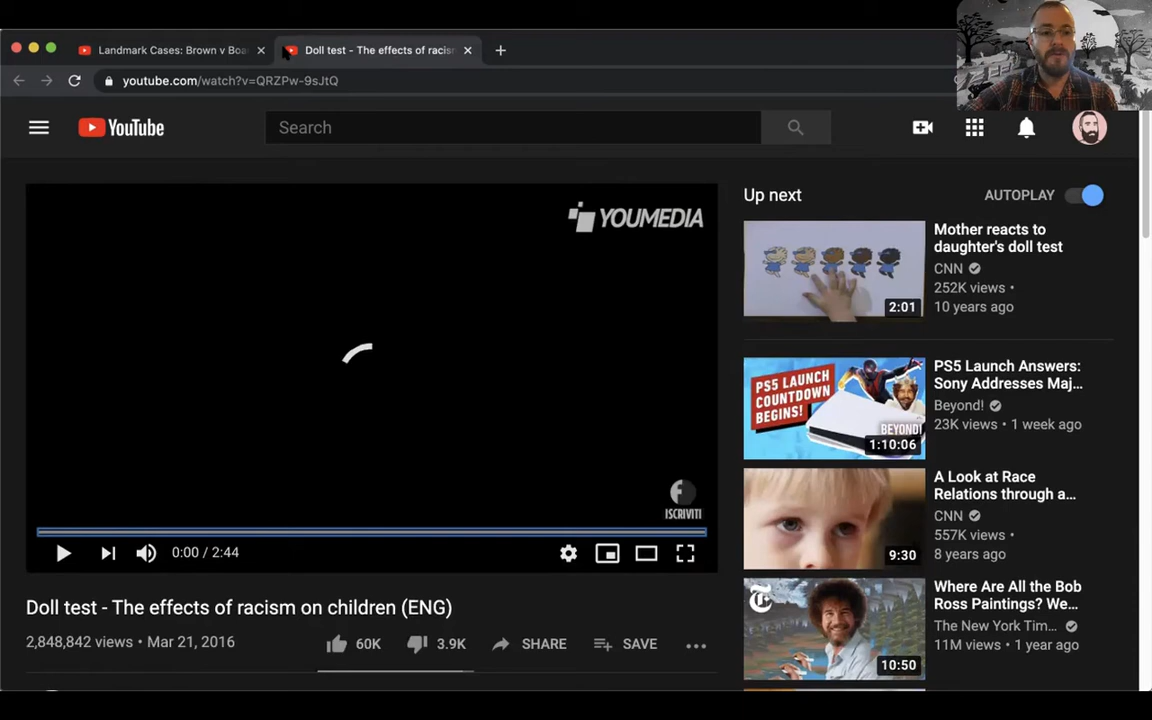 Landmark Cases: Brown v Boa
Doll test - The effects of racism
youtube.com/watch?v=QRZPw-9sJtQ
YouTube
Search
YOUMEDIA
ISCRIVITI
0:00 / 2:44
Doll test - The effects of racism on children (ENG)
2,848,842 views • Mar 21, 2016
60K
3.9K
SHARE
SAVE
Up next
AUTOPLAY
2:01
Mother reacts to
daughter's doll test
CNN
252K views •
10 years ago
PS5 LAUNCH
COUNTDOWN
BEGINS!
BEYOND!
1:10:06
PS5 Launch Answers:
Sony Addresses Maj...
Beyond!
23K views • 1 week ago
9:30
A Look at Race
Relations through a...
CNN
557K views •
8 years ago
10:50
Where Are All the Bob
Ross Paintings? We...
The New York Tim...
11M views • 1 year ago